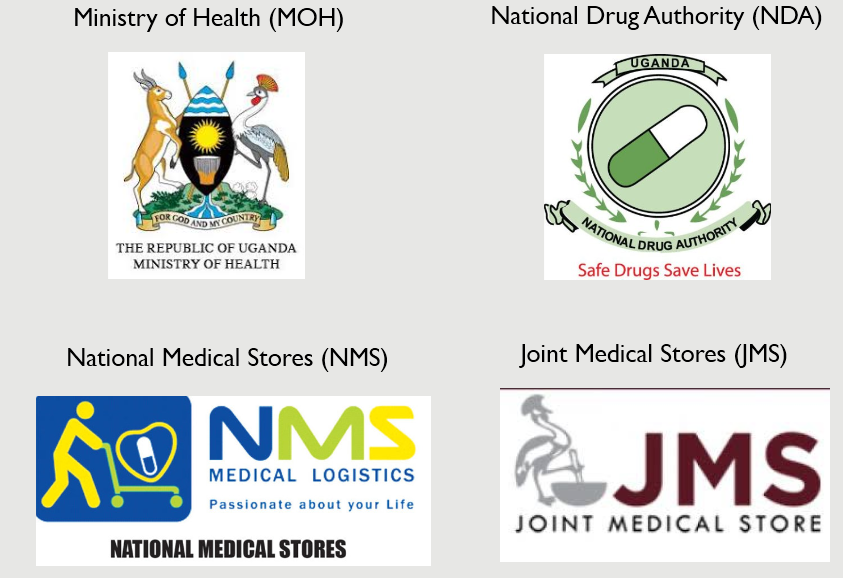 Ministry of Health (MOH)
National Drug Authority (NDA)
FOR GOD AND MY COUNTRY
THE REPUBLIC OF UGANDA
MINISTRY OF HEALTH
UGANDA
NATIONAL DRUG AUTHORITY
Safe Drugs Save Lives
National Medical Stores (NMS)
Joint Medical Stores (JMS)
NMS
MEDICAL LOGISTICS
Passionate about your Life
NATIONAL MEDICAL STORES
JMS
JOINT MEDICAL STORE